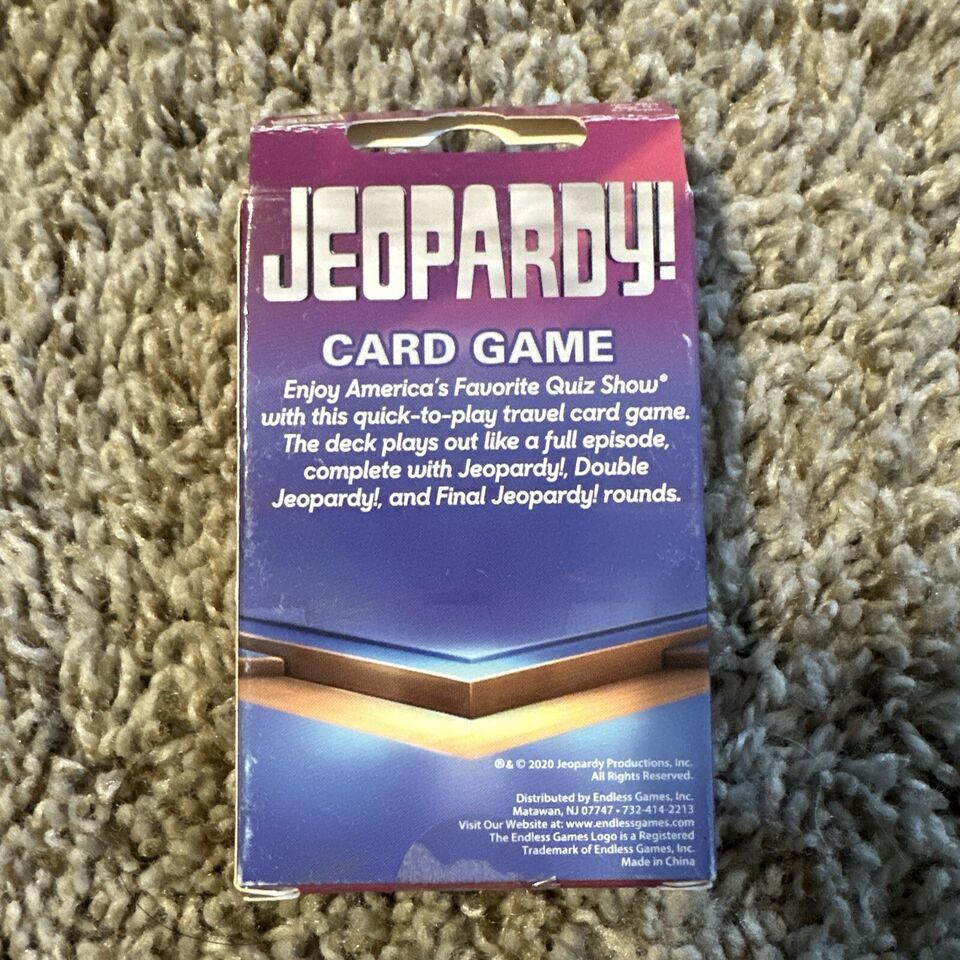 JEOPARDY!
CARD GAME
Enjoy America's Favorite Quiz Show®
with this quick-to-play travel card game.
The deck plays out like a full episode,
complete with Jeopardy!, Double
Jeopardy!, and Final Jeopardy! rounds.
®& © 2020 Jeopardy Productions, Inc.
All Rights Reserved.
Distributed by Endless Games, Inc.
Matawan, NJ 07747 • 732-414-2213
Visit Our Website at: www.endlessgames.com
The Endless Games Logo is a Registered
Trademark of Endless Games, Inc.
Made in China